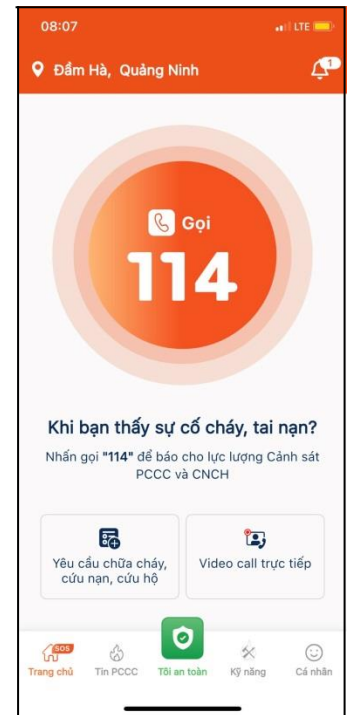 08:07
LTE
Đầm Hà, Quảng Ninh
1
Gọi
114
Khi bạn thấy sự cố cháy, tai nạn?
Nhấn gọi "114" để báo cho lực lượng Cảnh sát
PCCC và CNCH
Yêu cầu chữa cháy,
cứu nạn, cứu hộ
Video call trực tiếp
SOS
Trang chủ
Tin PCCC
Tôi an toàn
Kỹ năng
Cá nhân